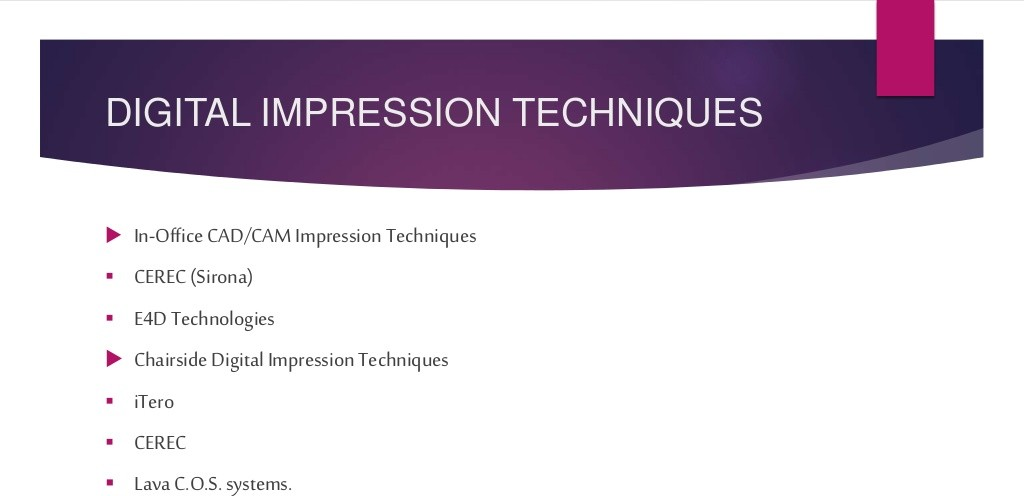 DIGITAL IMPRESSION TECHNIQUES
In-Office CAD/CAM Impression Techniques
CEREC (Sirona)
E4D Technologies
Chairside Digital Impression Techniques
iTero
CEREC
Lava C.O.S. systems.